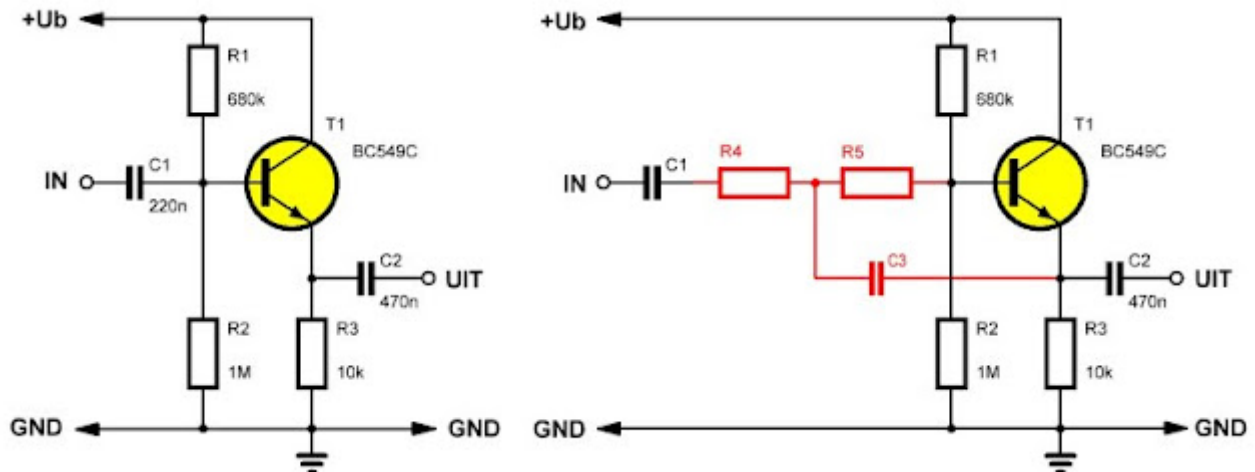 +Ub
R1
680k
T1
BC549C
C1
IN
220n
C2
UIT
470n
R2
1M
R3
10k
GND
GND
+Ub
R1
680k
T1
BC549C
R4
R5
C1
IN
C3
C2
UIT
470n
R2
1M
R3
10k
GND
GND